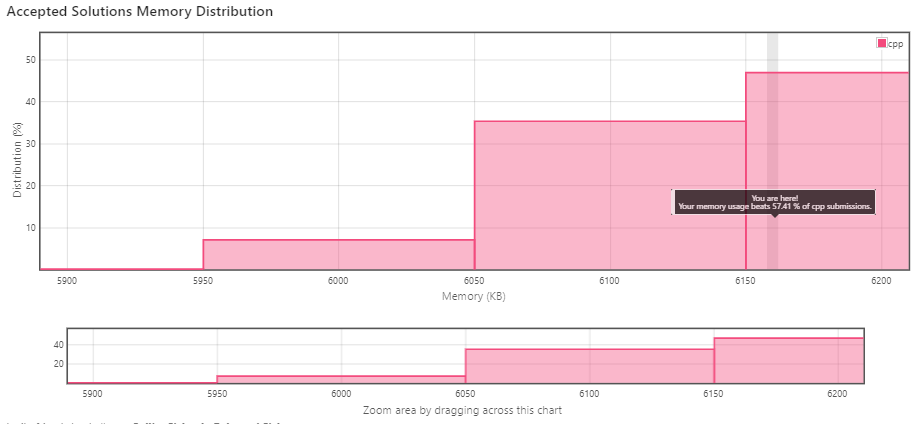 Accepted Solutions Memory Distribution
cpp
50
40
30
20
10
Distribution (%)
You are here!
Your memory usage beats 57.41 % of cpp submissions.
5900 5950 6000 6050 6100 6150 6200
Memory (KB)
40
20
5900 5950 6000 6050 6100 6150 6200
Zoom area by dragging across this chart